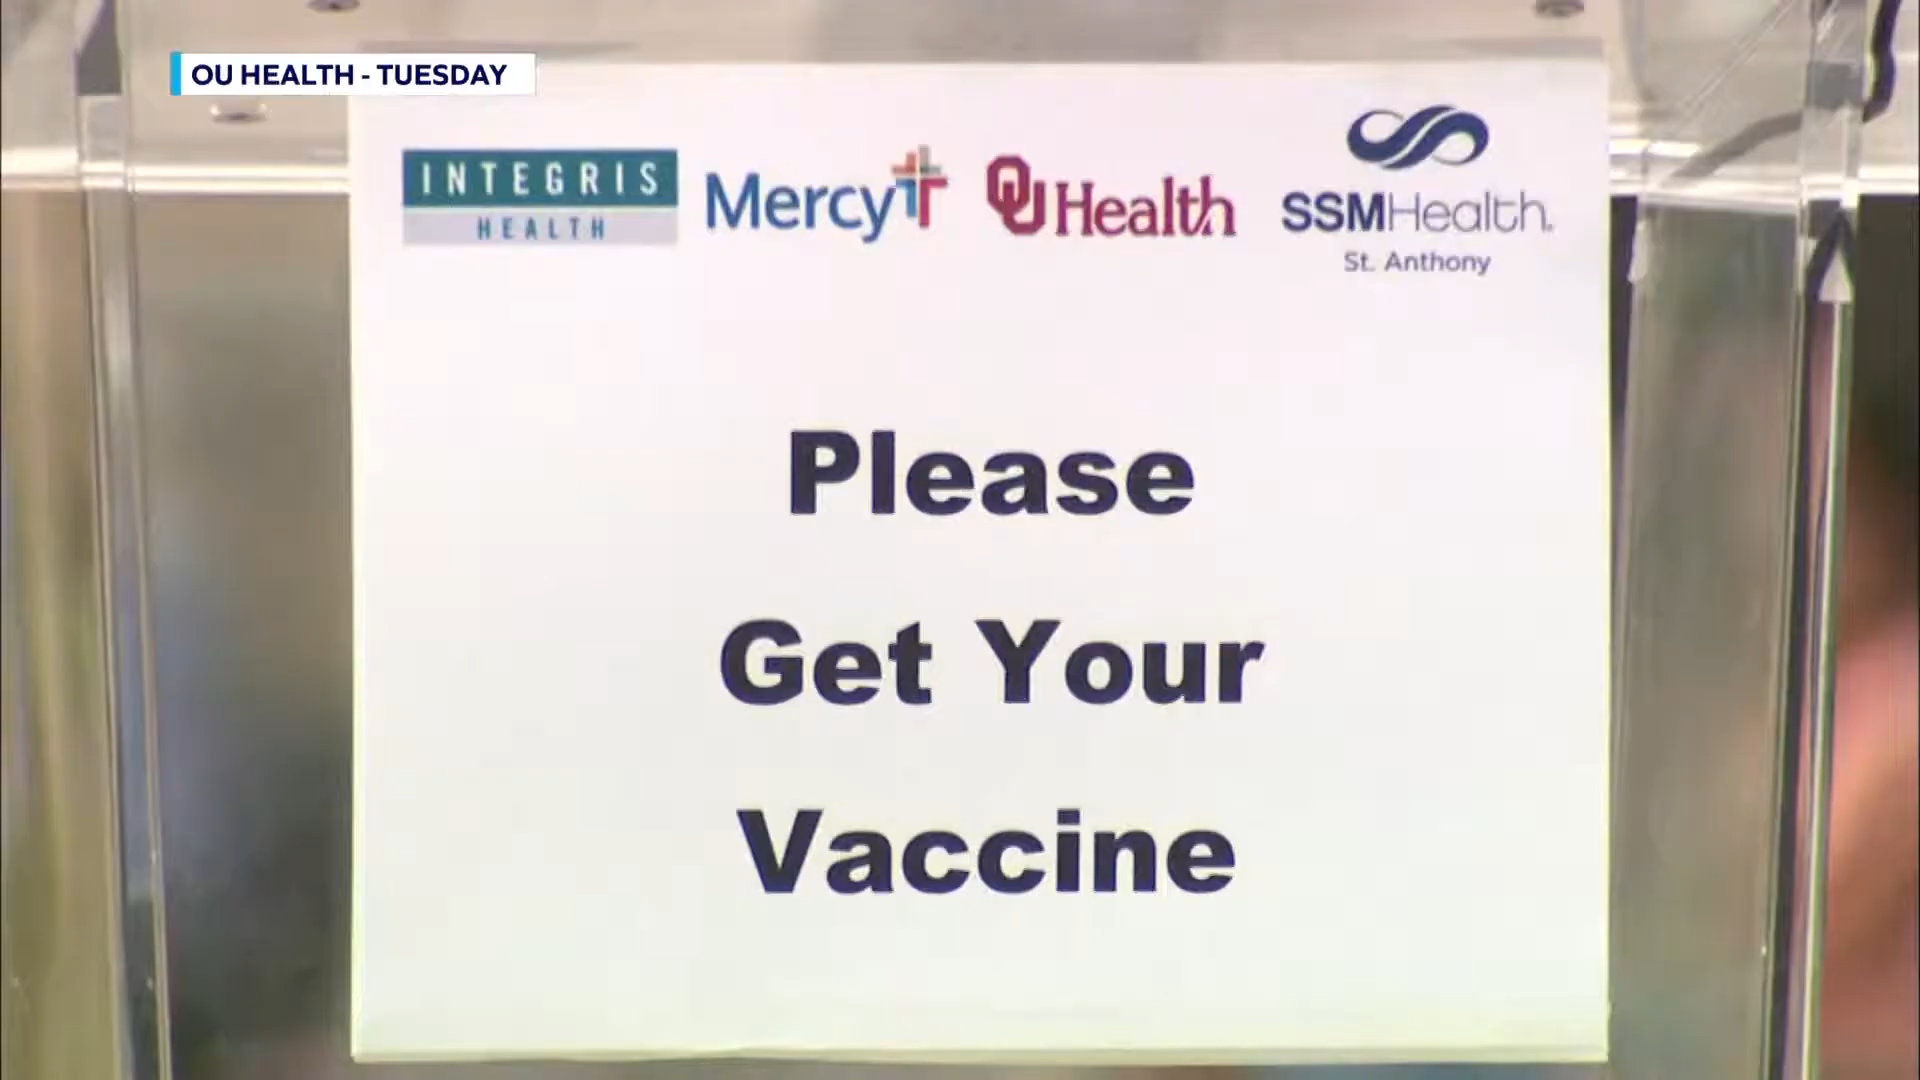 OU HEALTH - TUESDAY
INTEGRIS
HEALTH
Mercy
OU Health
SSMHealth.
St. Anthony
Please
Get Your
Vaccine